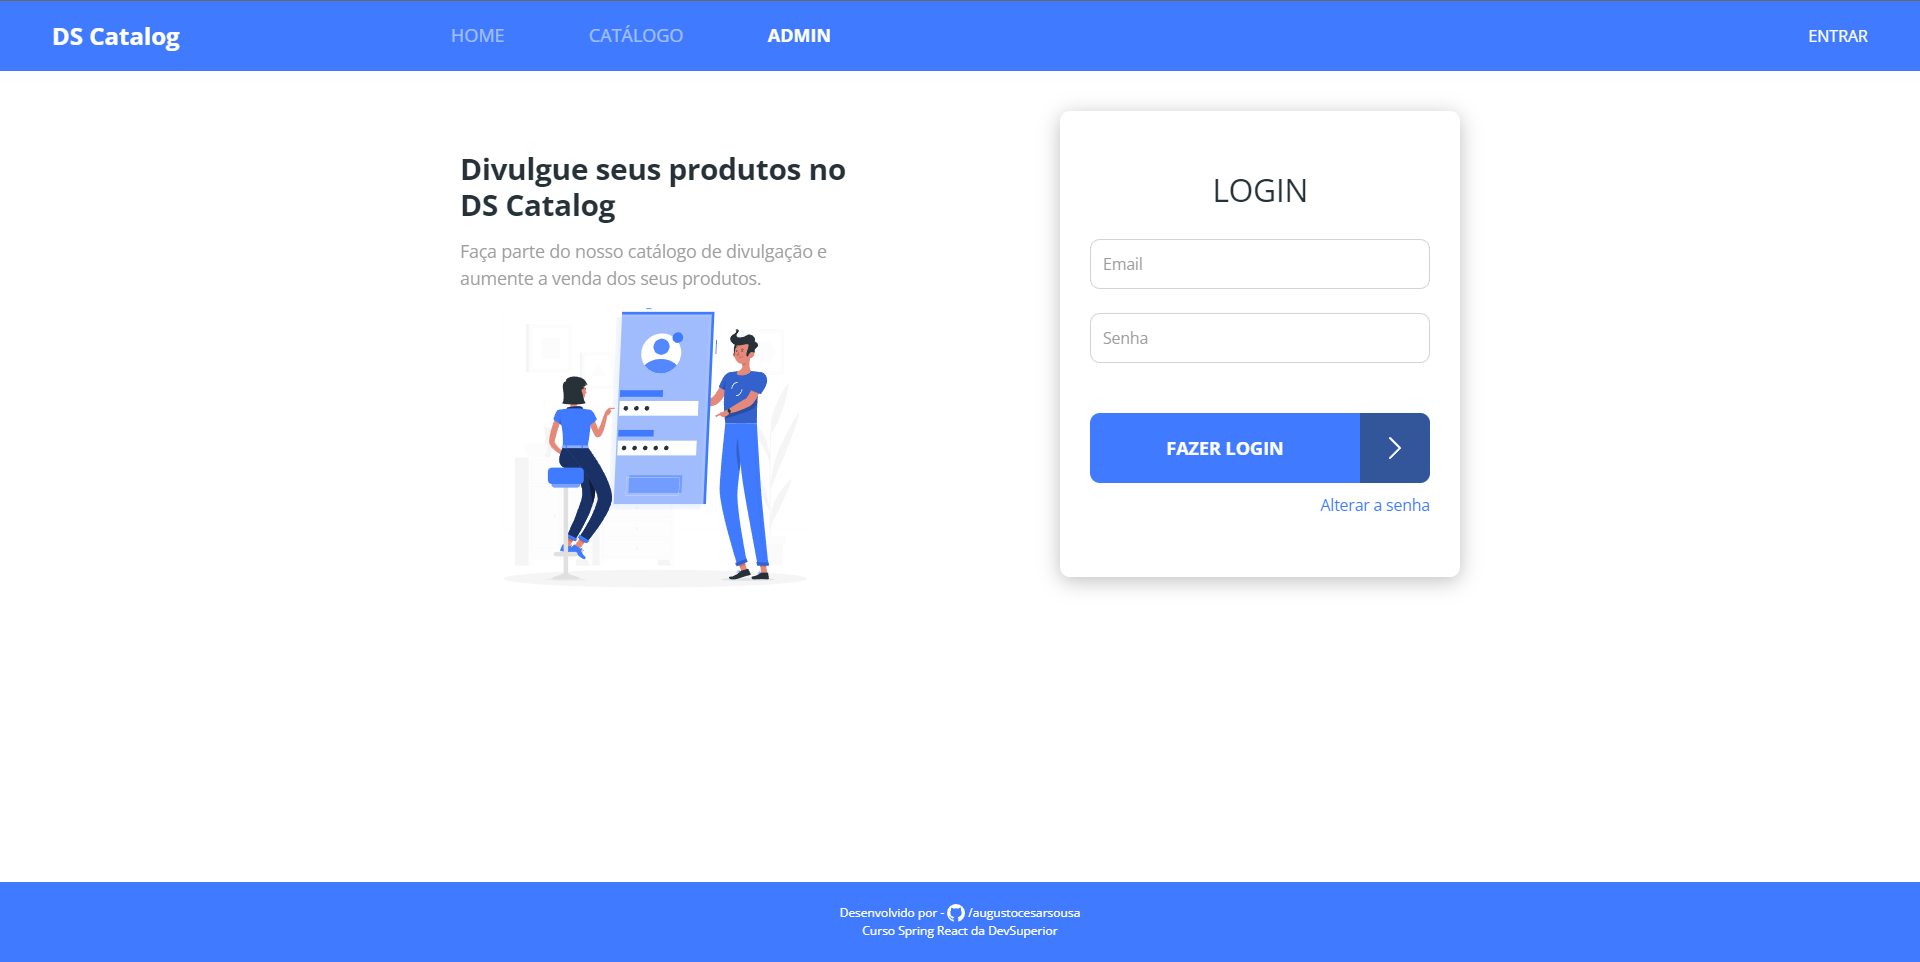 DS Catalog
HOME
CATÁLOGO
ADMIN
ENTRAR
Divulgue seus produtos no
DS Catalog
Faça parte do nosso catálogo de divulgação e
aumente a venda dos seus produtos.
LOGIN
Email
Senha
FAZER LOGIN
Alterar a senha
Desenvolvido por - /augustocesarsousa
Curso Spring React da DevSuperior